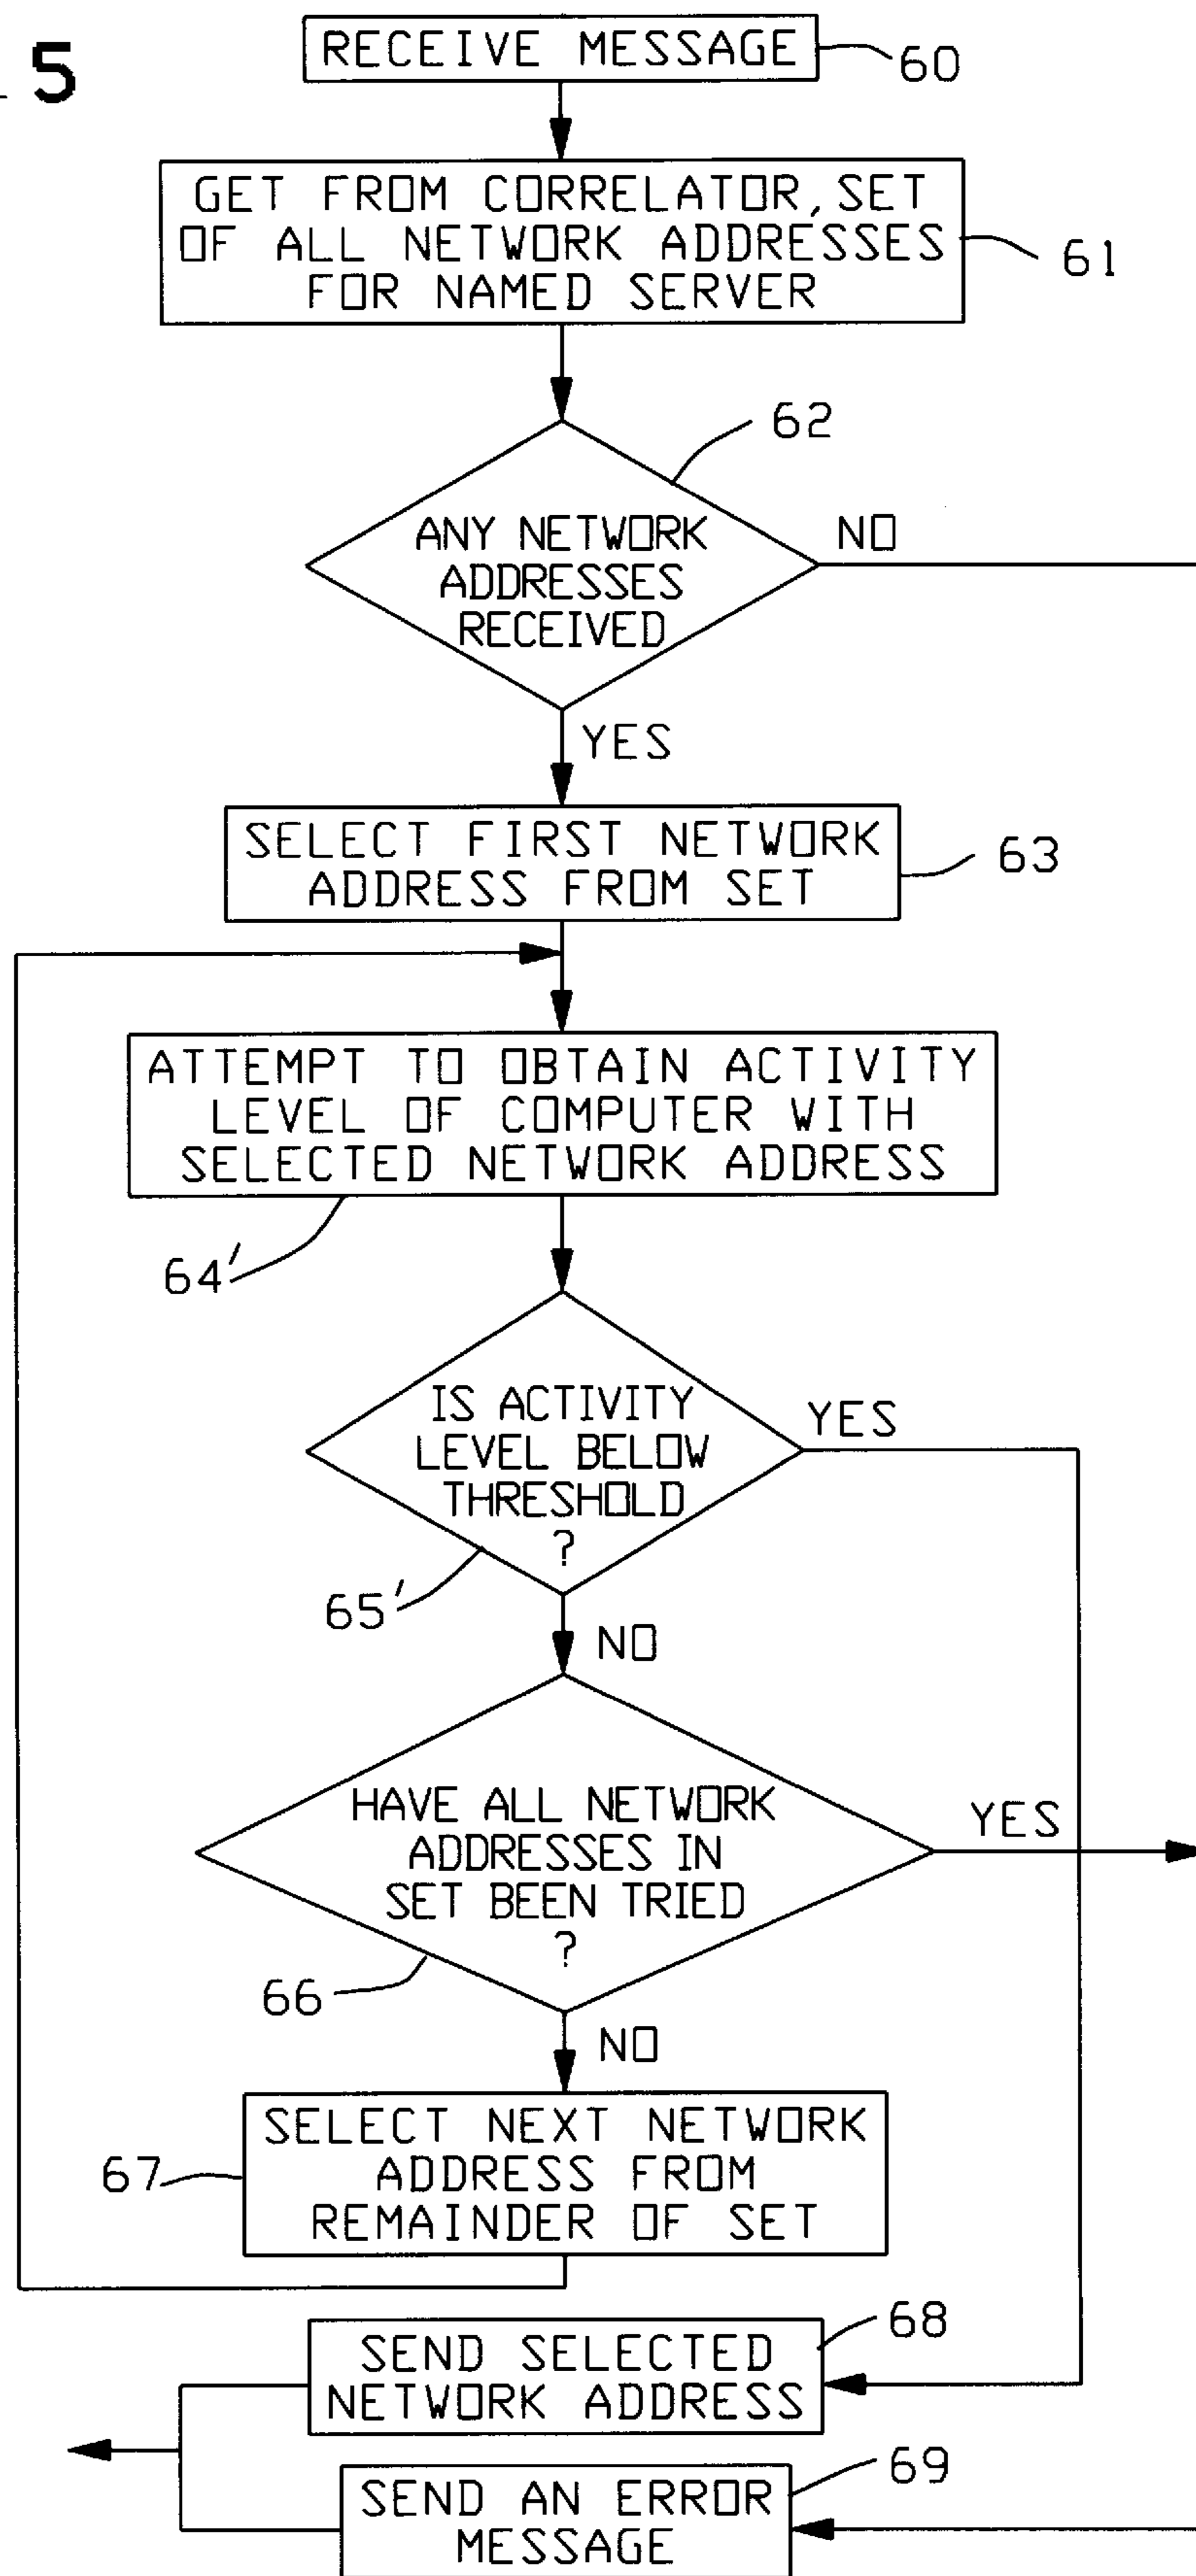 5
RECEIVE MESSAGE
60
GET FROM CORRELATOR, SET
OF ALL NETWORK ADDRESSES
FOR NAMED SERVER
61
62
ANY NETWORK
ADDRESSES
RECEIVED
NO
YES
SELECT FIRST NETWORK
ADDRESS FROM SET
63
ATTEMPT TO OBTAIN ACTIVITY
LEVEL OF COMPUTER WITH
SELECTED NETWORK ADDRESS
64'
IS ACTIVITY
LEVEL BELOW
THRESHOLD
?
YES
65'
NO
HAVE ALL NETWORK
ADDRESSES IN
SET BEEN TRIED
?
YES
66
NO
SELECT NEXT NETWORK
ADDRESS FROM
REMAINDER OF SET
67
68
SEND SELECTED
NETWORK ADDRESS
69
SEND AN ERROR
MESSAGE